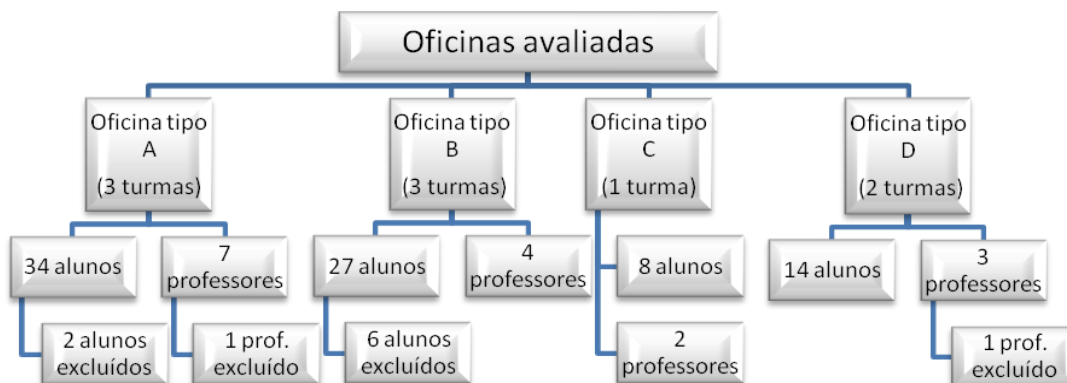 Oficinas avaliadas
Oficina tipo
A
(3 turmas)
34 alunos
2 alunos
excluídos
7
professores
1 prof.
excluído
Oficina tipo
B
(3 turmas)
27 alunos
6 alunos
excluídos
4
professores
Oficina tipo
C
(1 turma)
8 alunos
2
professores
Oficina tipo
D
(2 turmas)
14 alunos
3
professores
1 prof.
excluído